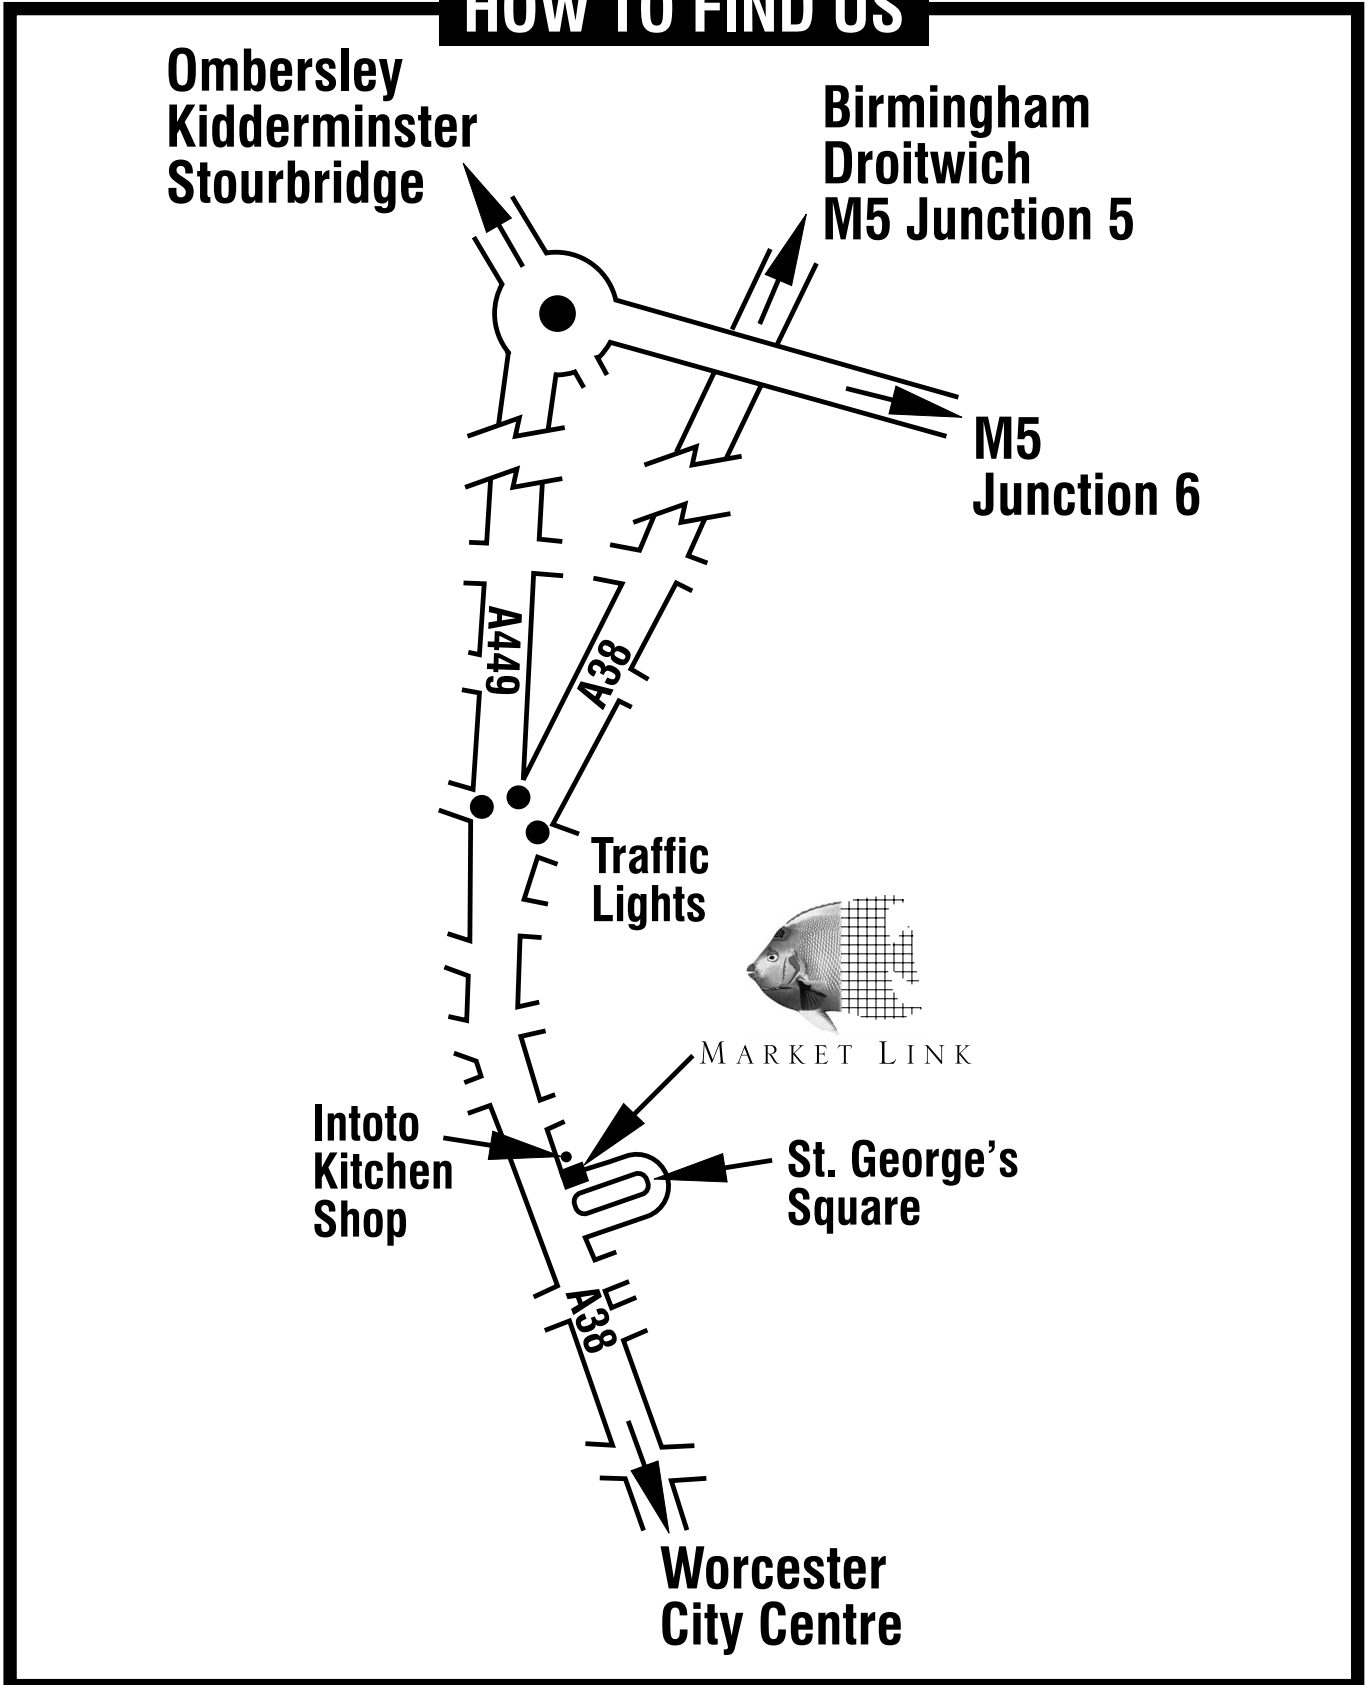 HOW TO FIND US
Ombersley
Kidderminster
Stourbridge
Birmingham
Droitwich
M5 Junction 5
M5
Junction 6
A449
A38
Traffic
Lights
MARKET LINK
Intoto
Kitchen
Shop
St. George’s
Square
A38
Worcester
City Centre